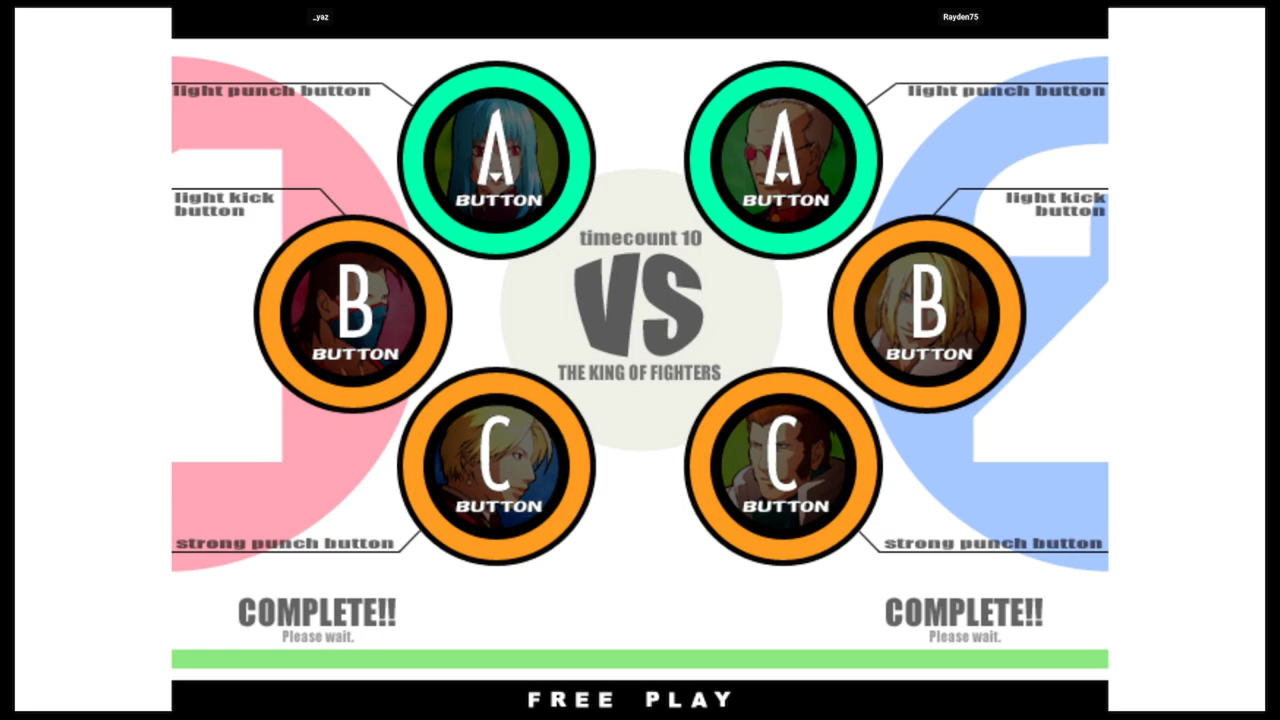 _yaz
Rayden75
light punch button
light punch button
A
BUTTON
A
BUTTON
light kick
button
light kick
button
timecount 10
VS
THE KING OF FIGHTERS
B
BUTTON
B
BUTTON
C
BUTTON
C
BUTTON
strong punch button
strong punch button
COMPLETE!!
Please wait.
COMPLETE!!
Please wait.
FREE PLAY